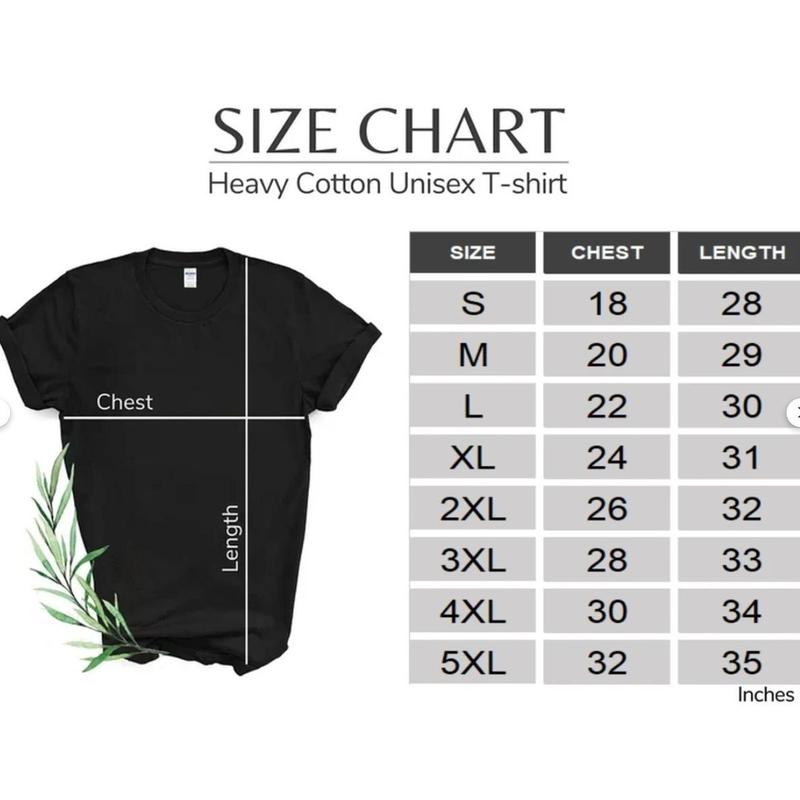 SIZE CHART
Heavy Cotton Unisex T-shirt
SIZE CHEST LENGTH
S 18 28
M 20 29
L 22 30
XL 24 31
2XL 26 32
3XL 28 33
4XL 30 34
5XL 32 35
Inches
Chest
Length